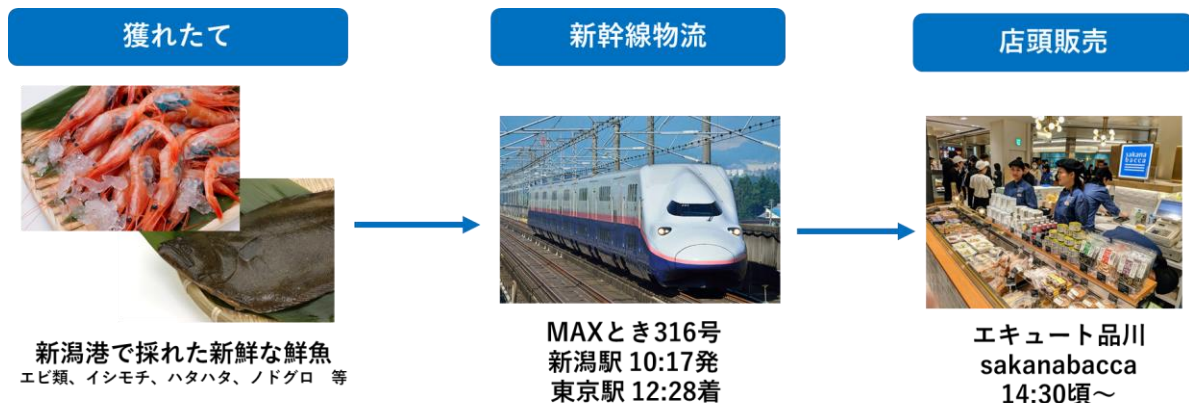 獲れたて
新幹線物流
店頭販売
sakana
bacca
新潟港で採れた新鮮な鮮魚
エビ類、イシモチ、ハタハタ、ノドグロ　等
MAXとき316号
新潟駅 10:17発
東京駅 12:28着
エキュート品川
sakanabacca
14:30頃～